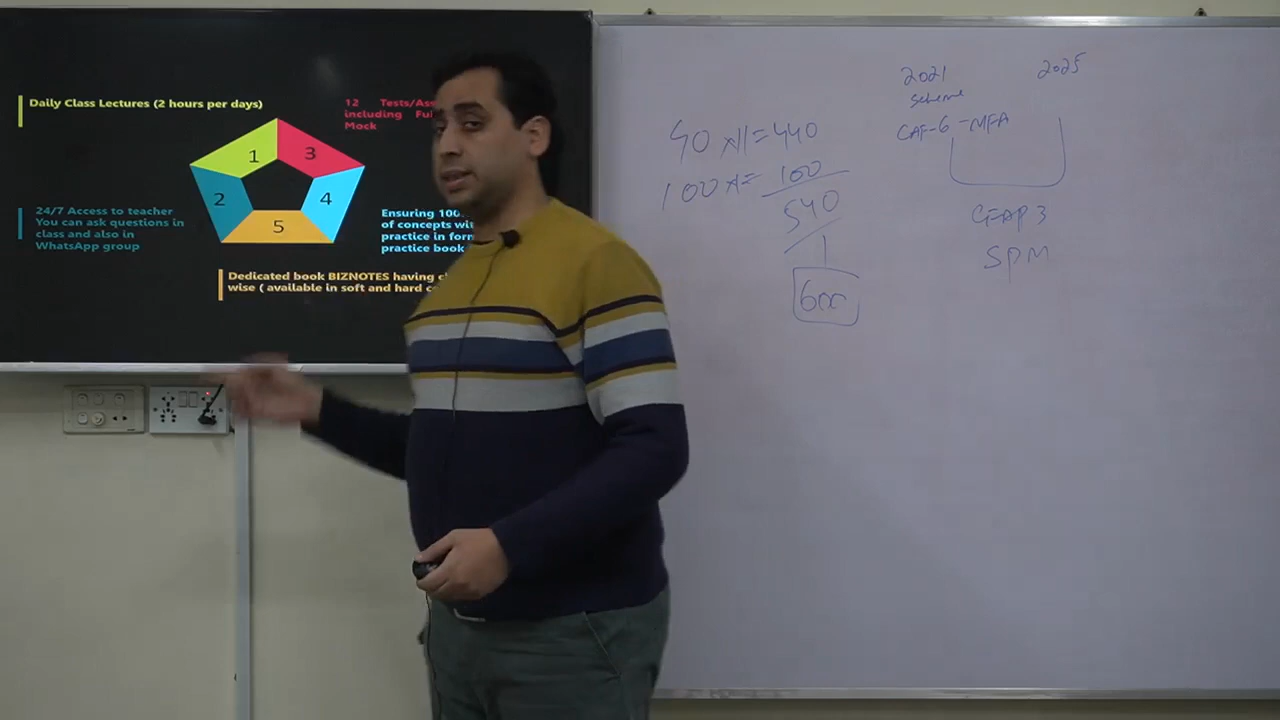 Daily Class Lectures (2 hours per days)
12 Tests/Ass
including Fu
Mock
1
3
2
4
5
24/7 Access to teacher
You can ask questions in
class and also in
WhatsApp group
Ensuring 100
of concepts wi
practice in for
practice book
Dedicated book BIZNOTES having c
wise ( available in soft and hard c
40 x 11 = 440
100 x 1 = 100
540
2021
Scheme
CAF-6 - MFA
2025
CFAP 3
SPM